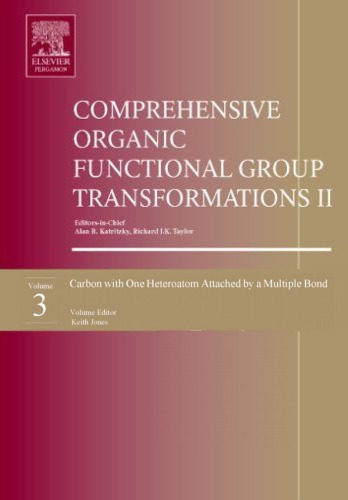 ELSEVIER
PERGAMON
COMPREHENSIVE
ORGANIC
FUNCTIONAL GROUP
TRANSFORMATIONS II
Editors-in-Chief
Alan R. Katritzky, Richard J.K. Taylor
Volume
3
Carbon with One Heteroatom Attached by a Multiple Bond
Volume Editor
Keith Jones